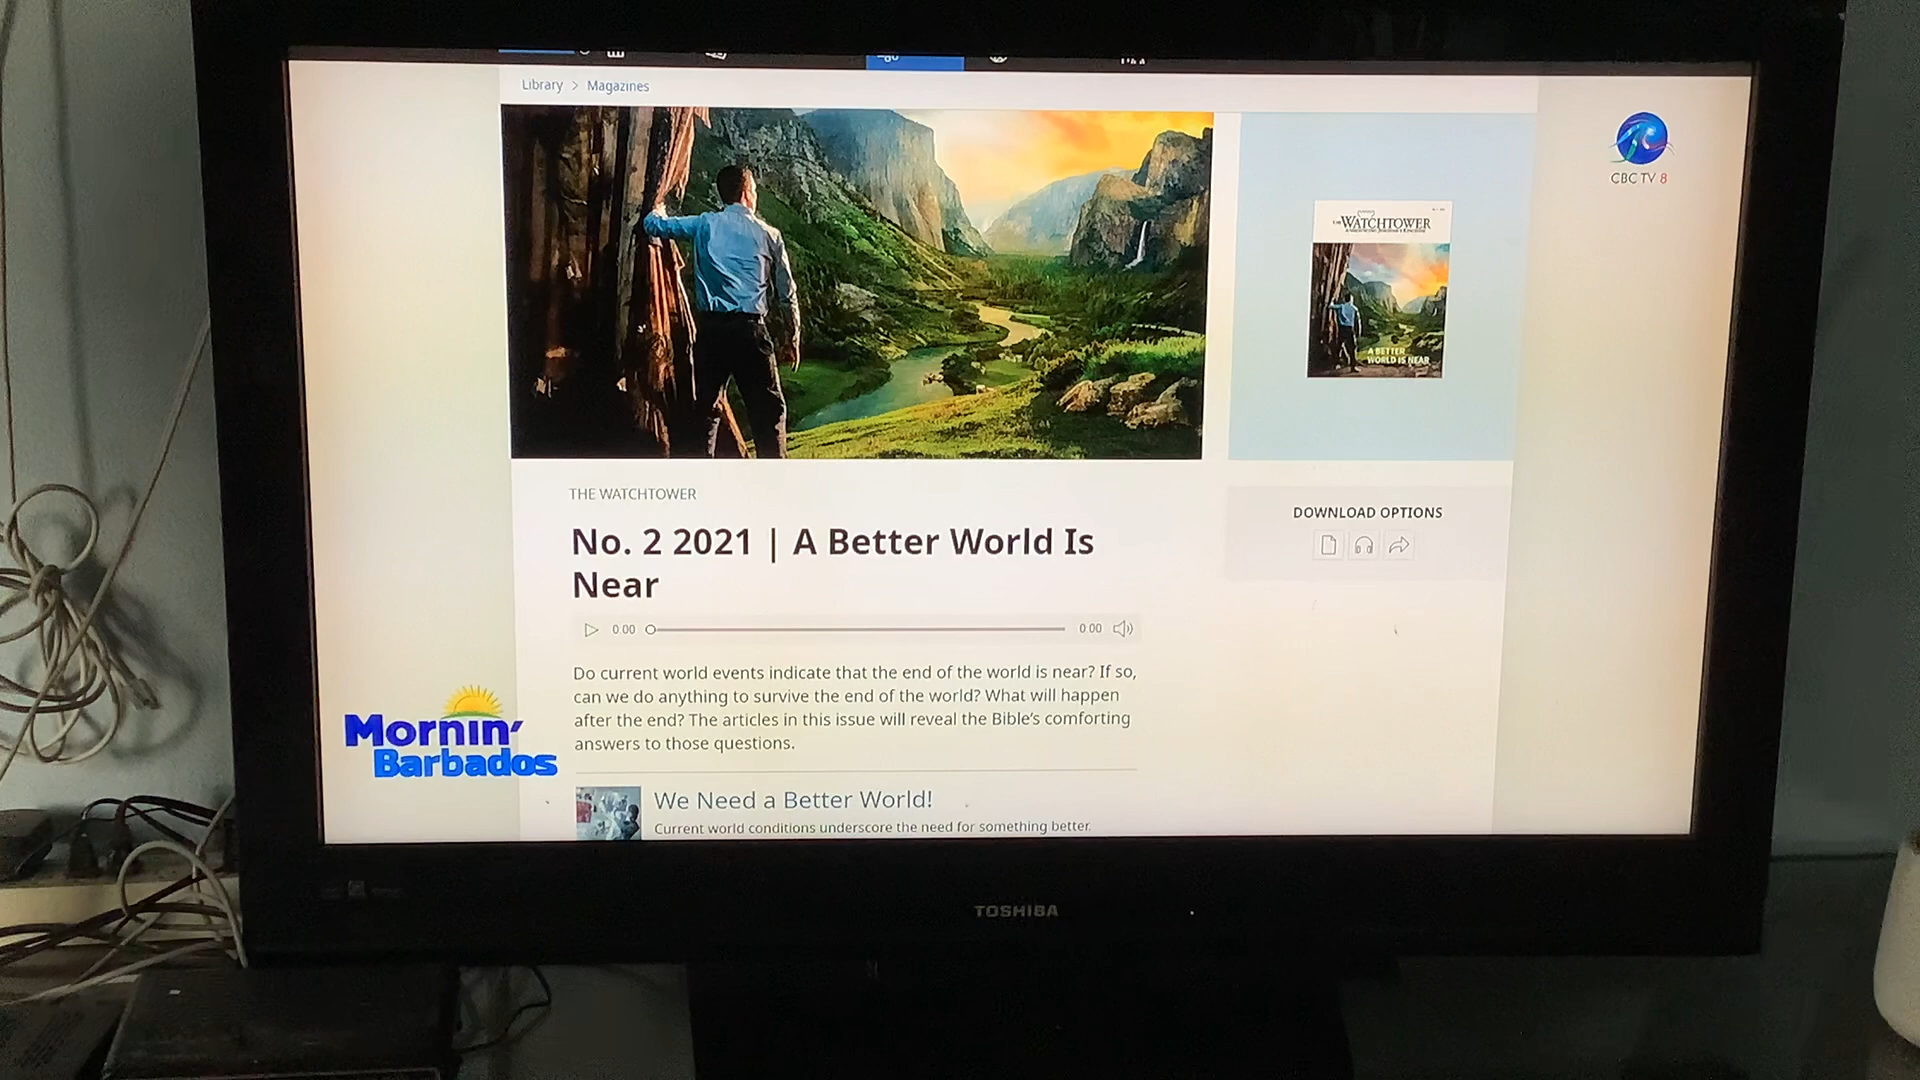 Library > Magazines
CBC TV 8
THE WATCHTOWER
A BETTER
WORLD IS NEAR
THE WATCHTOWER
No. 2 2021 | A Better World Is
Near
0:00 0:00
DOWNLOAD OPTIONS
Do current world events indicate that the end of the world is near? If so,
can we do anything to survive the end of the world? What will happen
after the end? The articles in this issue will reveal the Bible's comforting
answers to those questions.
Mornin'
Barbados
We Need a Better World!
Current world conditions underscore the need for something better.
TOSHIBA